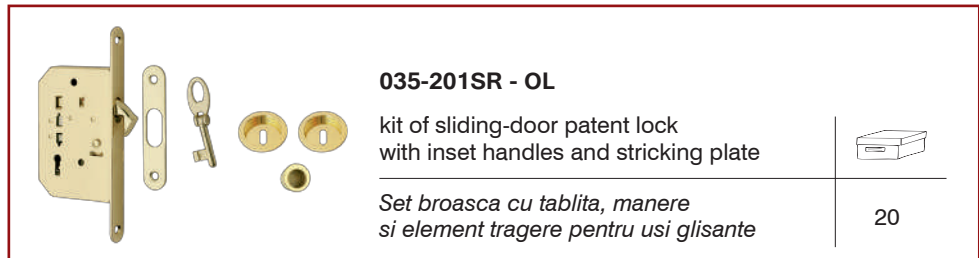 035-201SR - OL
kit of sliding-door patent lock
with inset handles and stricking plate
Set broasca cu tablita, manere
si element tragere pentru usi glisante
20